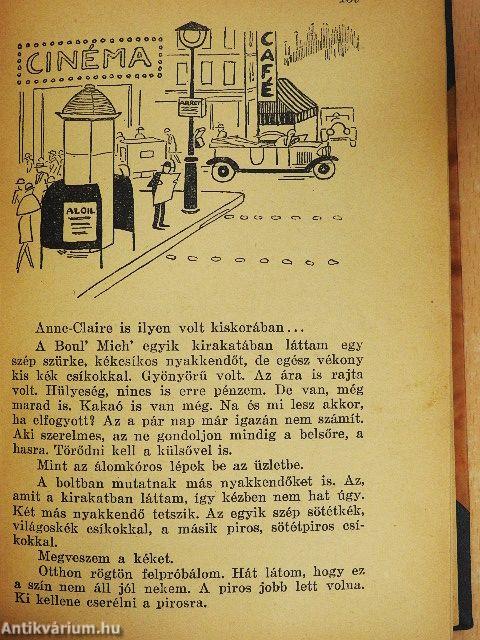 CINÉMA
CAFÉ
ARRET
ALOIL
Anne-Claire is ilyen volt kiskorában...
A Boul' Mich' egyik kirakatában láttam egy
szép szürke, kékcsíkos nyakkendőt, de egész vékony
kis kék csíkokkal. Gyönyörű volt. Az ára is rajta
volt. Hülyeség, nincs is erre pénzem. De van, még
marad is. Kakaó is van még. Na és mi lesz akkor,
ha elfogyott? Az a pár nap már igazán nem számít.
Aki szerelmes, az ne gondoljon mindig a belsőre, a
hasra. Törődni kell a külsővel is.
Mint az álomkóros lépek be az üzletbe.
A boltban mutatnak más nyakkendőket is. Az,
amit a kirakatban láttam, így kézben nem hat úgy.
Két más nyakkendő tetszik. Az egyik szép sötétkék,
világoskék csíkokkal, a másik piros, sötétpiros csí-
kokkal.
Megveszem a kéket.
Otthon rögtön felpróbálom. Hát látom, hogy ez
a szín nem áll jól nekem. A piros jobb lett volna.
Ki kellene cserélni a pirosra.
Antikvárium.hu